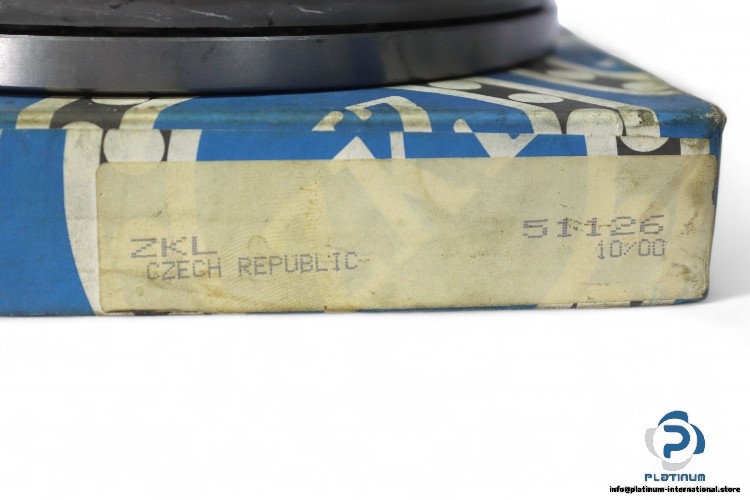 ZKL
CZECH REPUBLIC
51126
10/00
PLATINUM
info@platinum-international.store